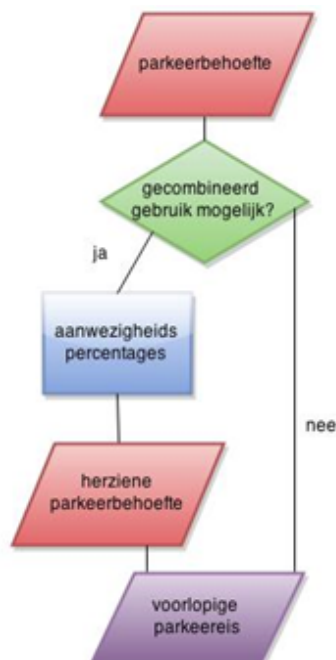 parkeerbehoefte
gecombineerd
gebruik mogelijk?
ja
aanwezigheids
percentages
nee
herziene
parkeerbehoefte
voorlopige
parkeereis